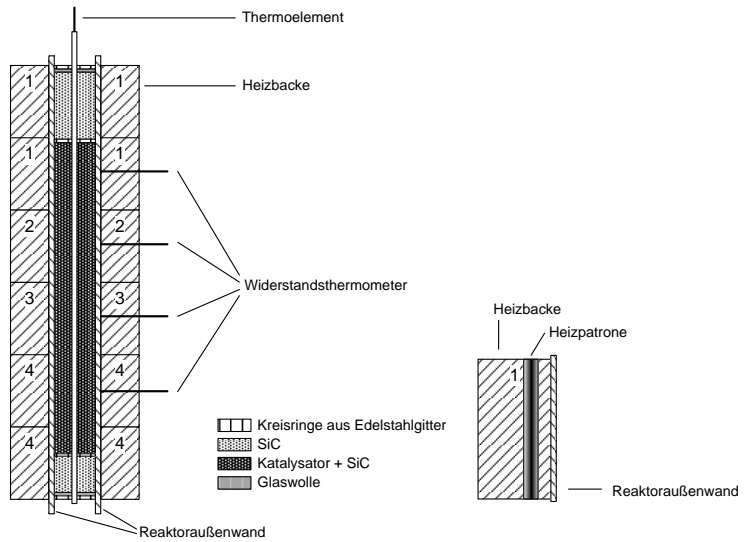 Thermoelement
1 1
Heizbacke
1 1
2 2
Widerstandsthermometer
3 3
4 4
4 4
Kreisringe aus Edelstahlgitter
SiC
Katalysator + SiC
Glaswolle
Reaktoraußenwand
Heizbacke
Heizpatrone
1
Reaktoraußenwand